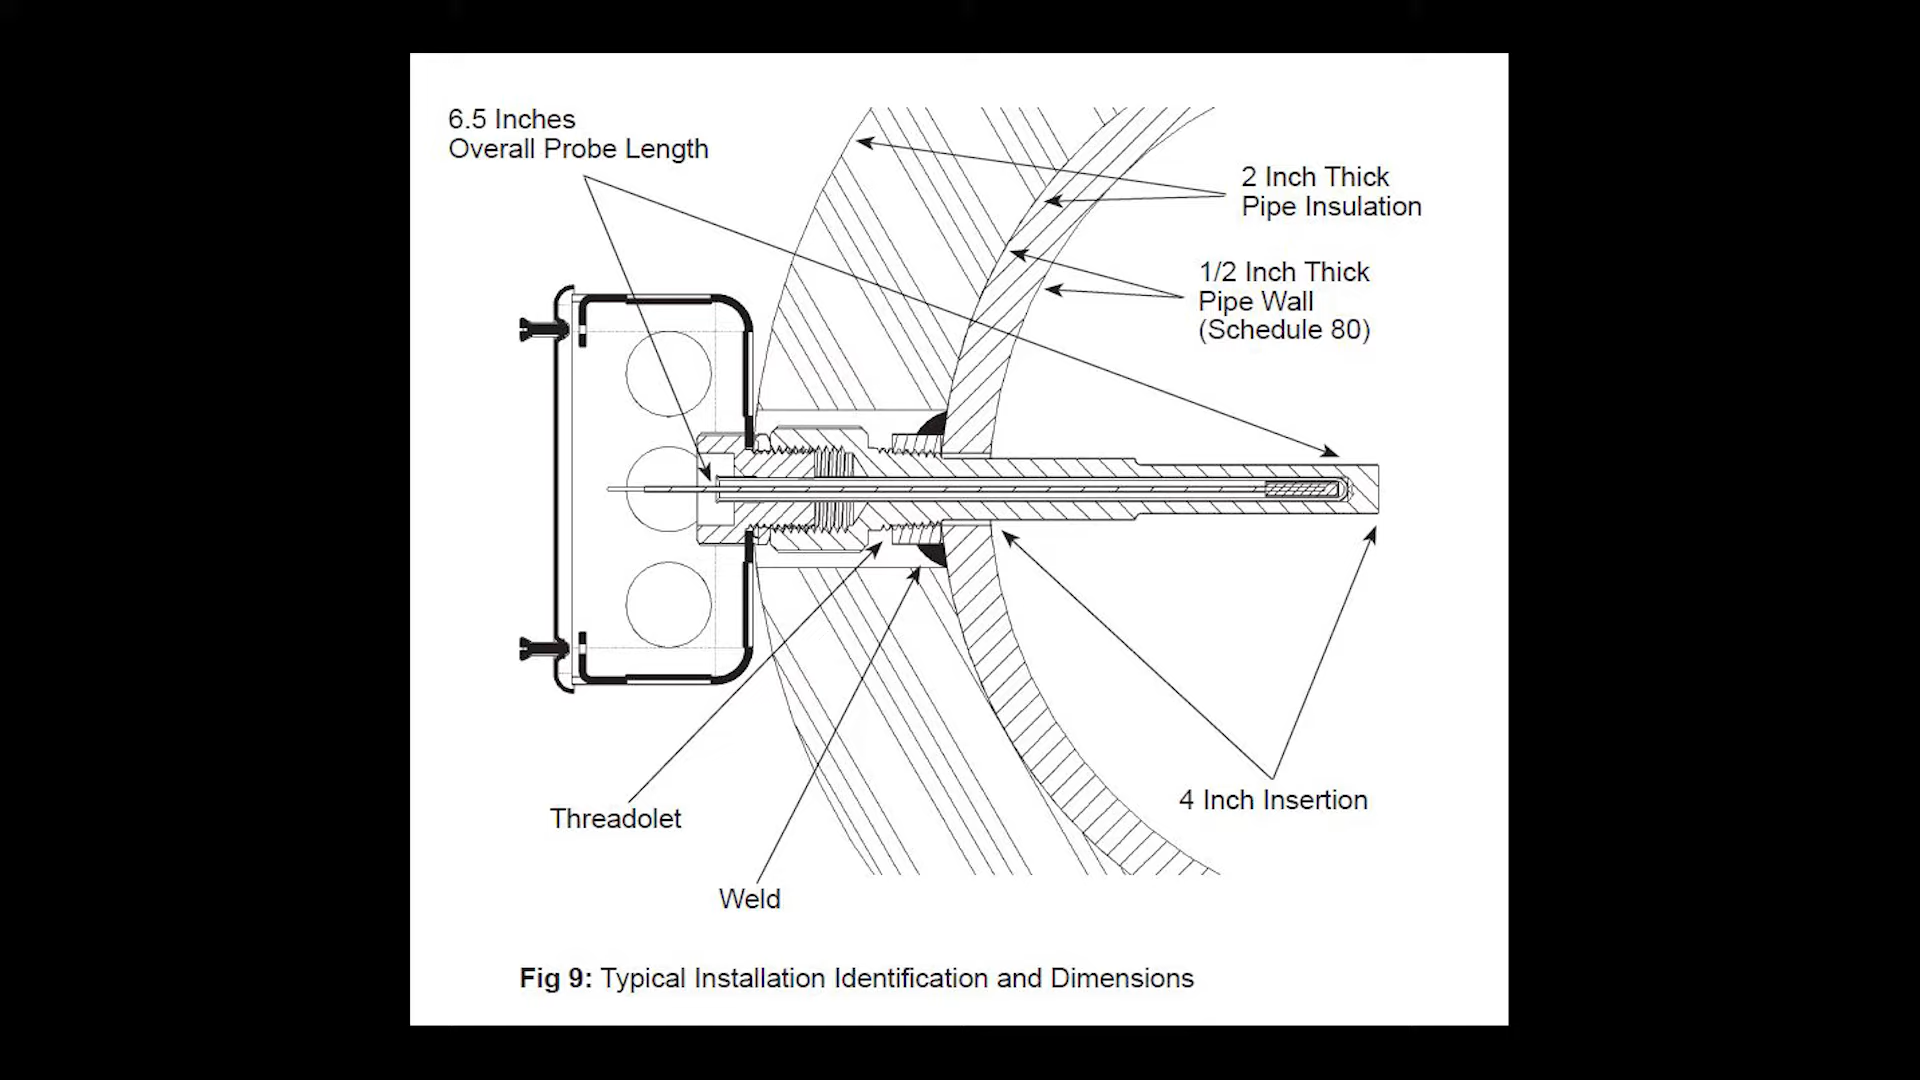 6.5 Inches
Overall Probe Length
2 Inch Thick
Pipe Insulation
1/2 Inch Thick
Pipe Wall
(Schedule 80)
4 Inch Insertion
Threadolet
Weld
Fig 9: Typical Installation Identification and Dimensions